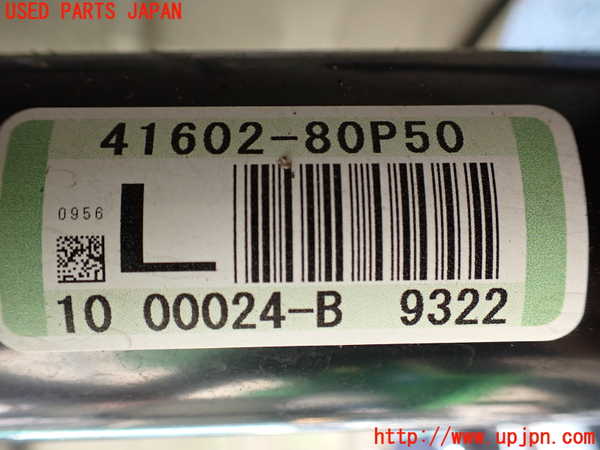 USED PARTS JAPAN
41602-80P50
0956
L
10 00024-B 9322
http://www.upjpn.com/